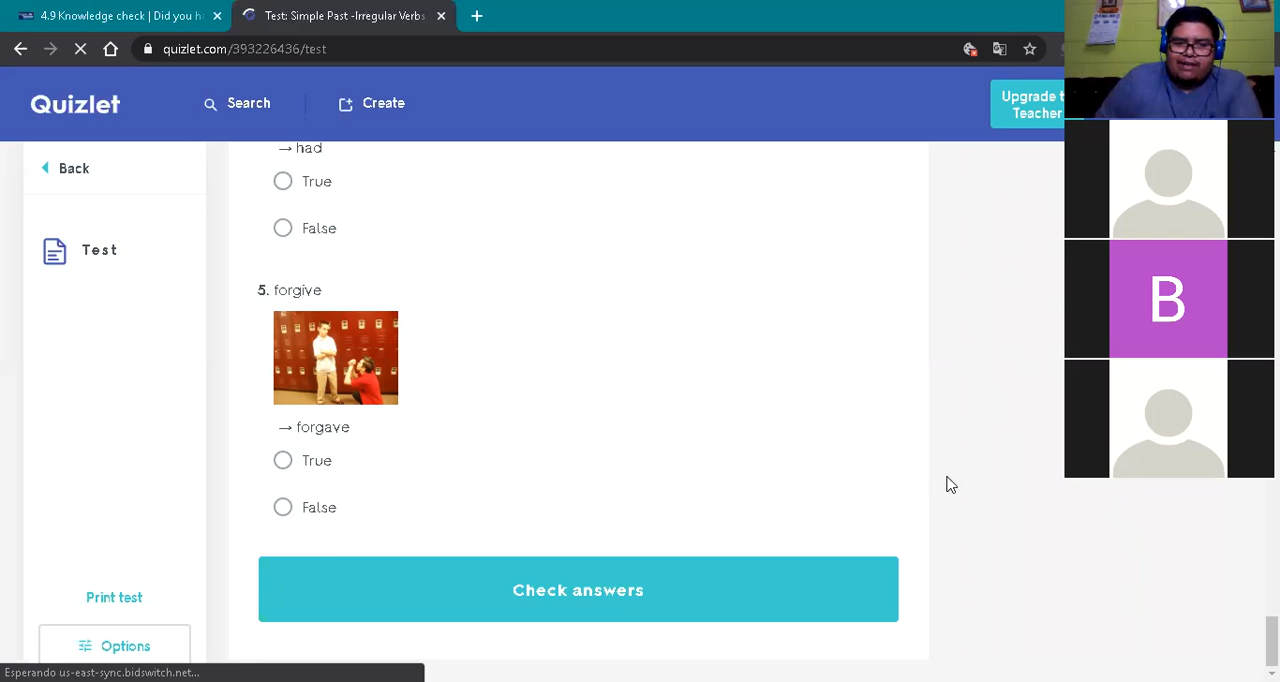 4.9 Knowledge check | Did you h
Test: Simple Past -Irregular Verbs
quizlet.com/393226436/test
Quizlet
Search
Create
Upgrade t
Teacher
Back
→ had
True
False
Test
5. forgive
→ forgave
True
False
Check answers
Print test
Options
Esperando us-east-sync.bidswitch.net...
B